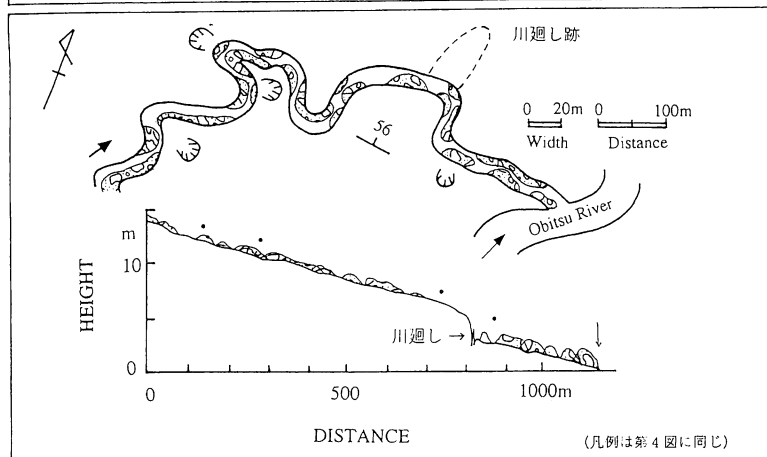 川廻し跡
0 20m 0 100m
Width Distance
56
Obitsu River
m
10
0
HEIGHT
川廻し→
0 500 1000m
DISTANCE
(凡例は第4図に同じ)